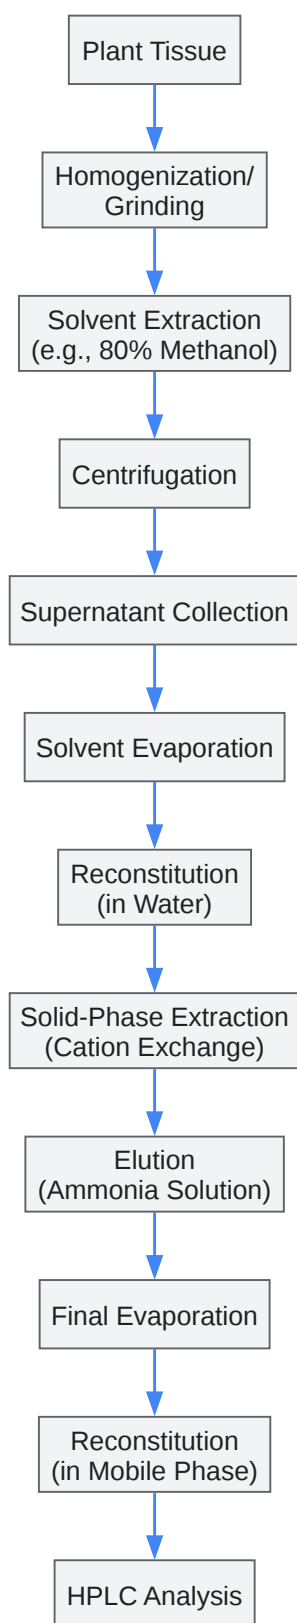 Plant Tissue
Homogenization/
Grinding
Solvent Extraction
(e.g., 80% Methanol)
Centrifugation
Supernatant Collection
Solvent Evaporation
Reconstitution
(in Water)
Solid-Phase Extraction
(Cation Exchange)
Elution
(Ammonia Solution)
Final Evaporation
Reconstitution
(in Mobile Phase)
HPLC Analysis